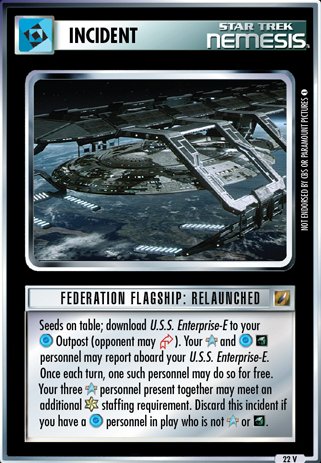 INCIDENT
STAR TREK
NEMESIS
NOT ENDORSED BY CBS OR PARAMOUNT PICTURES
FEDERATION FLAGSHIP: RELAUNCHED
Seeds on table; download U.S.S. Enterprise-E to your
Outpost (opponent may ). Your and
personnel may report aboard your U.S.S. Enterprise-E.
Once each turn, one such personnel may do so for free.
Your three personnel present together may meet an
additional staffing requirement. Discard this incident if
you have a personnel in play who is not or .
22 V